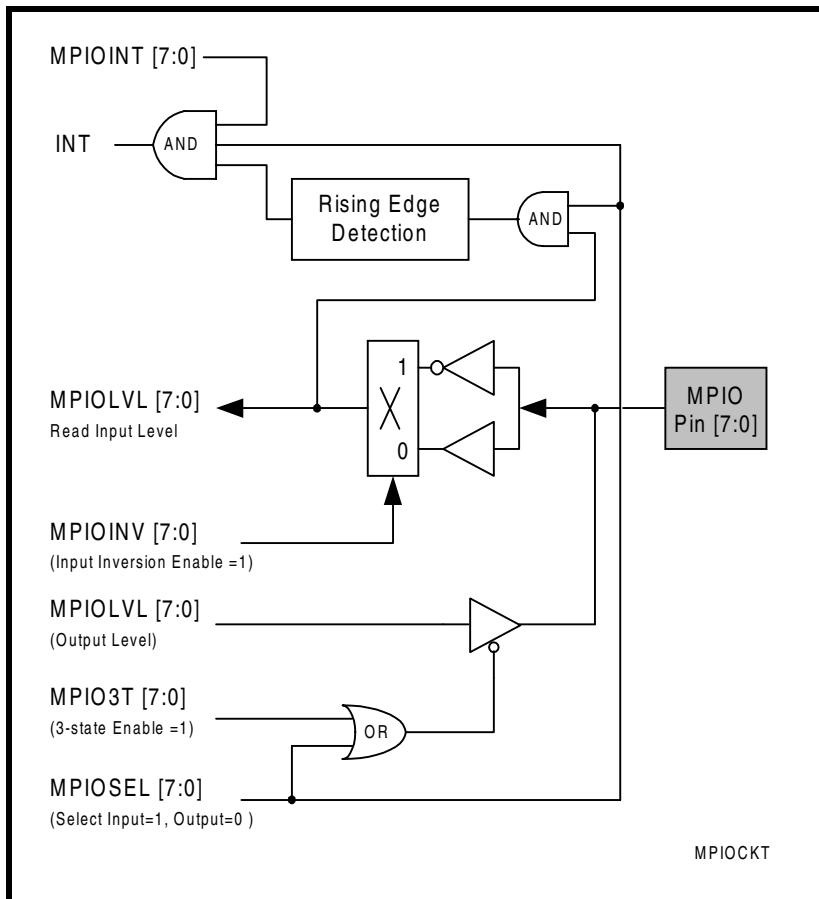 MPIOINT [7:0]
INT
AND
Rising Edge
Detection
AND
1
0
MPIOLVL [7:0]
Read Input Level
MPIO
Pin [7:0]
MPIOINV [7:0]
(Input Inversion Enable =1)
MPIOLVL [7:0]
(Output Level)
MPIO3T [7:0]
(3-state Enable =1)
OR
MPIOSEL [7:0]
(Select Input=1, Output=0 )
MPIOCKT